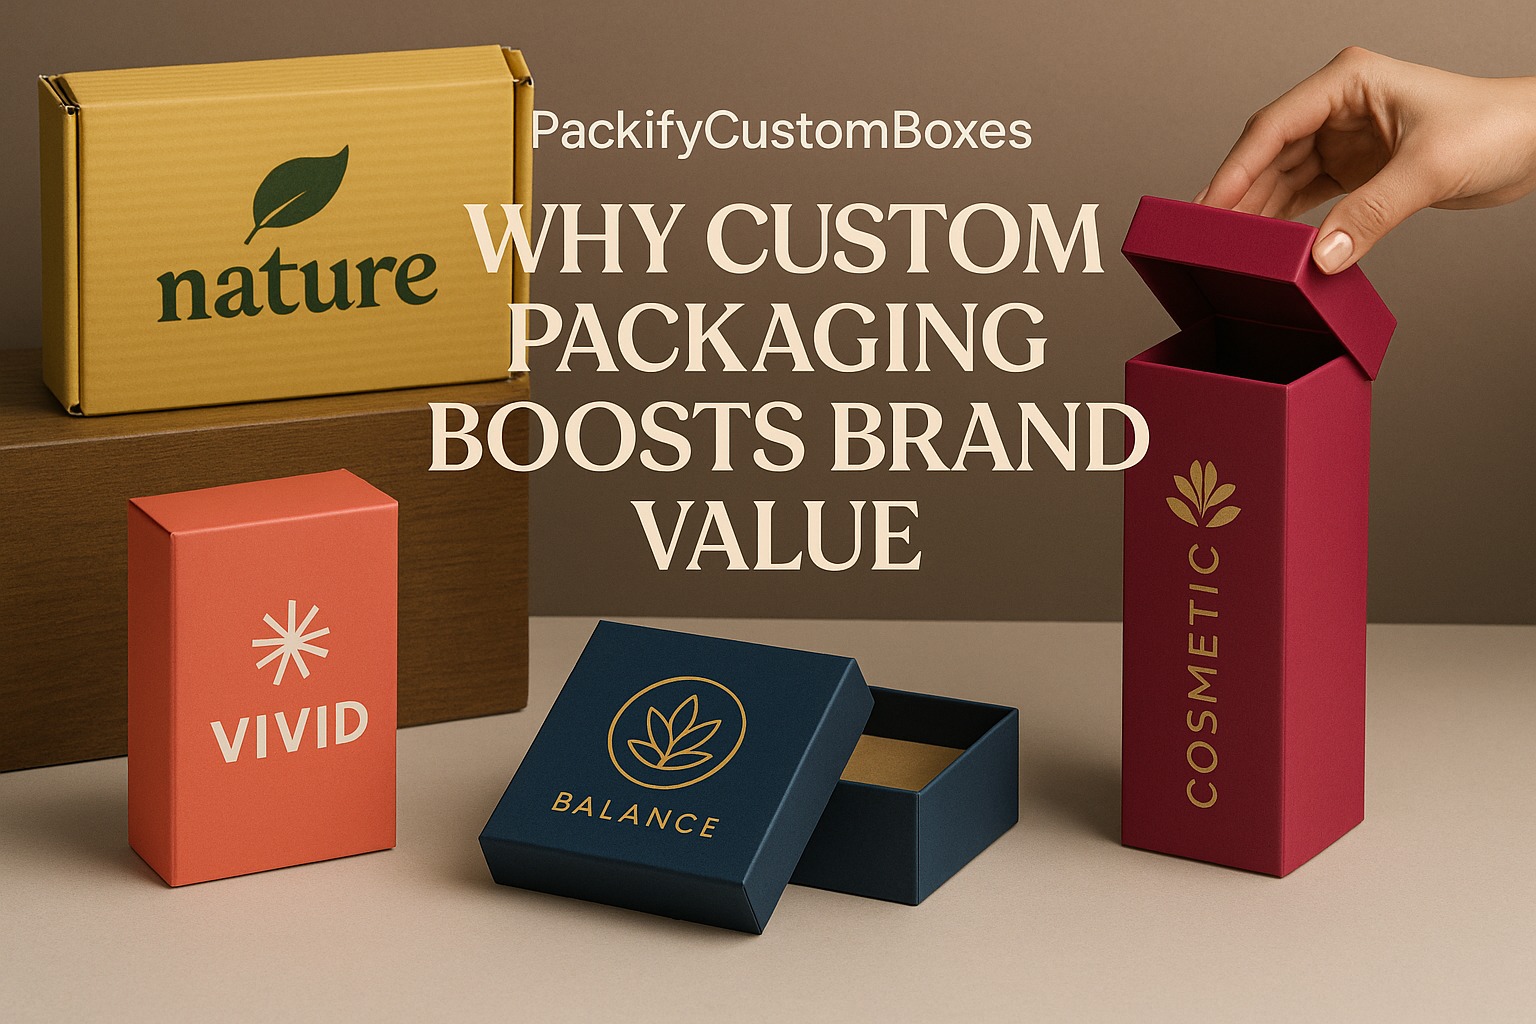 PackifyCustomBoxes
WHY CUSTOM
PACKAGING
BOOSTS BRAND
VALUE
nature
VIVID
BALANCE
COSMETIC